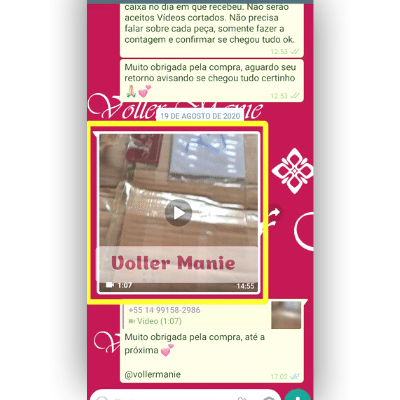 caixa no dia em que recebeu. Não serão
aceitos Vídeos cortados. Não precisa
falar sobre cada peça, somente fazer a
contagem e confirmar se chegou tudo ok.
12:53
Muito obrigada pela compra, aguardo seu
retorno avisando se chegou tudo certinho
🙏🏼💕
12:53
Voller Manie
19 DE AGOSTO DE 2020
Voller Manie
1:07
14:55
+55 14 99158-2986
Vídeo (1:07)
Muito obrigada pela compra, até a
próxima 💕
@vollermanie
17:02